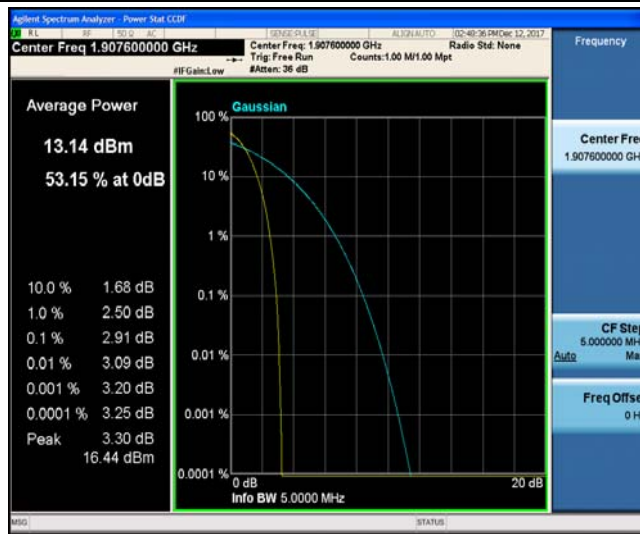 Agilent Spectrum Analyzer - Power Stat CCDF
RL RF 50 Ω AC SENSE:PULSE ALIGN AUTO 02:48:36 PM Dec 12, 2017
Center Freq 1.907600000 GHz
Center Freq: 1.907600000 GHz Radio Std: None
Trig: Free Run Counts:1.00 M/1.00 Mpt
#IFGain:Low #Atten: 36 dB
Frequency
Average Power
13.14 dBm
53.15 % at 0dB
10.0 % 1.68 dB
1.0 % 2.50 dB
0.1 % 2.91 dB
0.01 % 3.09 dB
0.001 % 3.20 dB
0.0001 % 3.25 dB
Peak 3.30 dB
16.44 dBm
Gaussian
100 %
10 %
1 %
0.1 %
0.01 %
0.001 %
0.0001 %
0 dB 20 dB
Info BW 5.0000 MHz
Center Fre
1.907600000 GH
CF Step
5.000000 MH
Auto Ma
Freq Offse
0 H
MSG STATUS